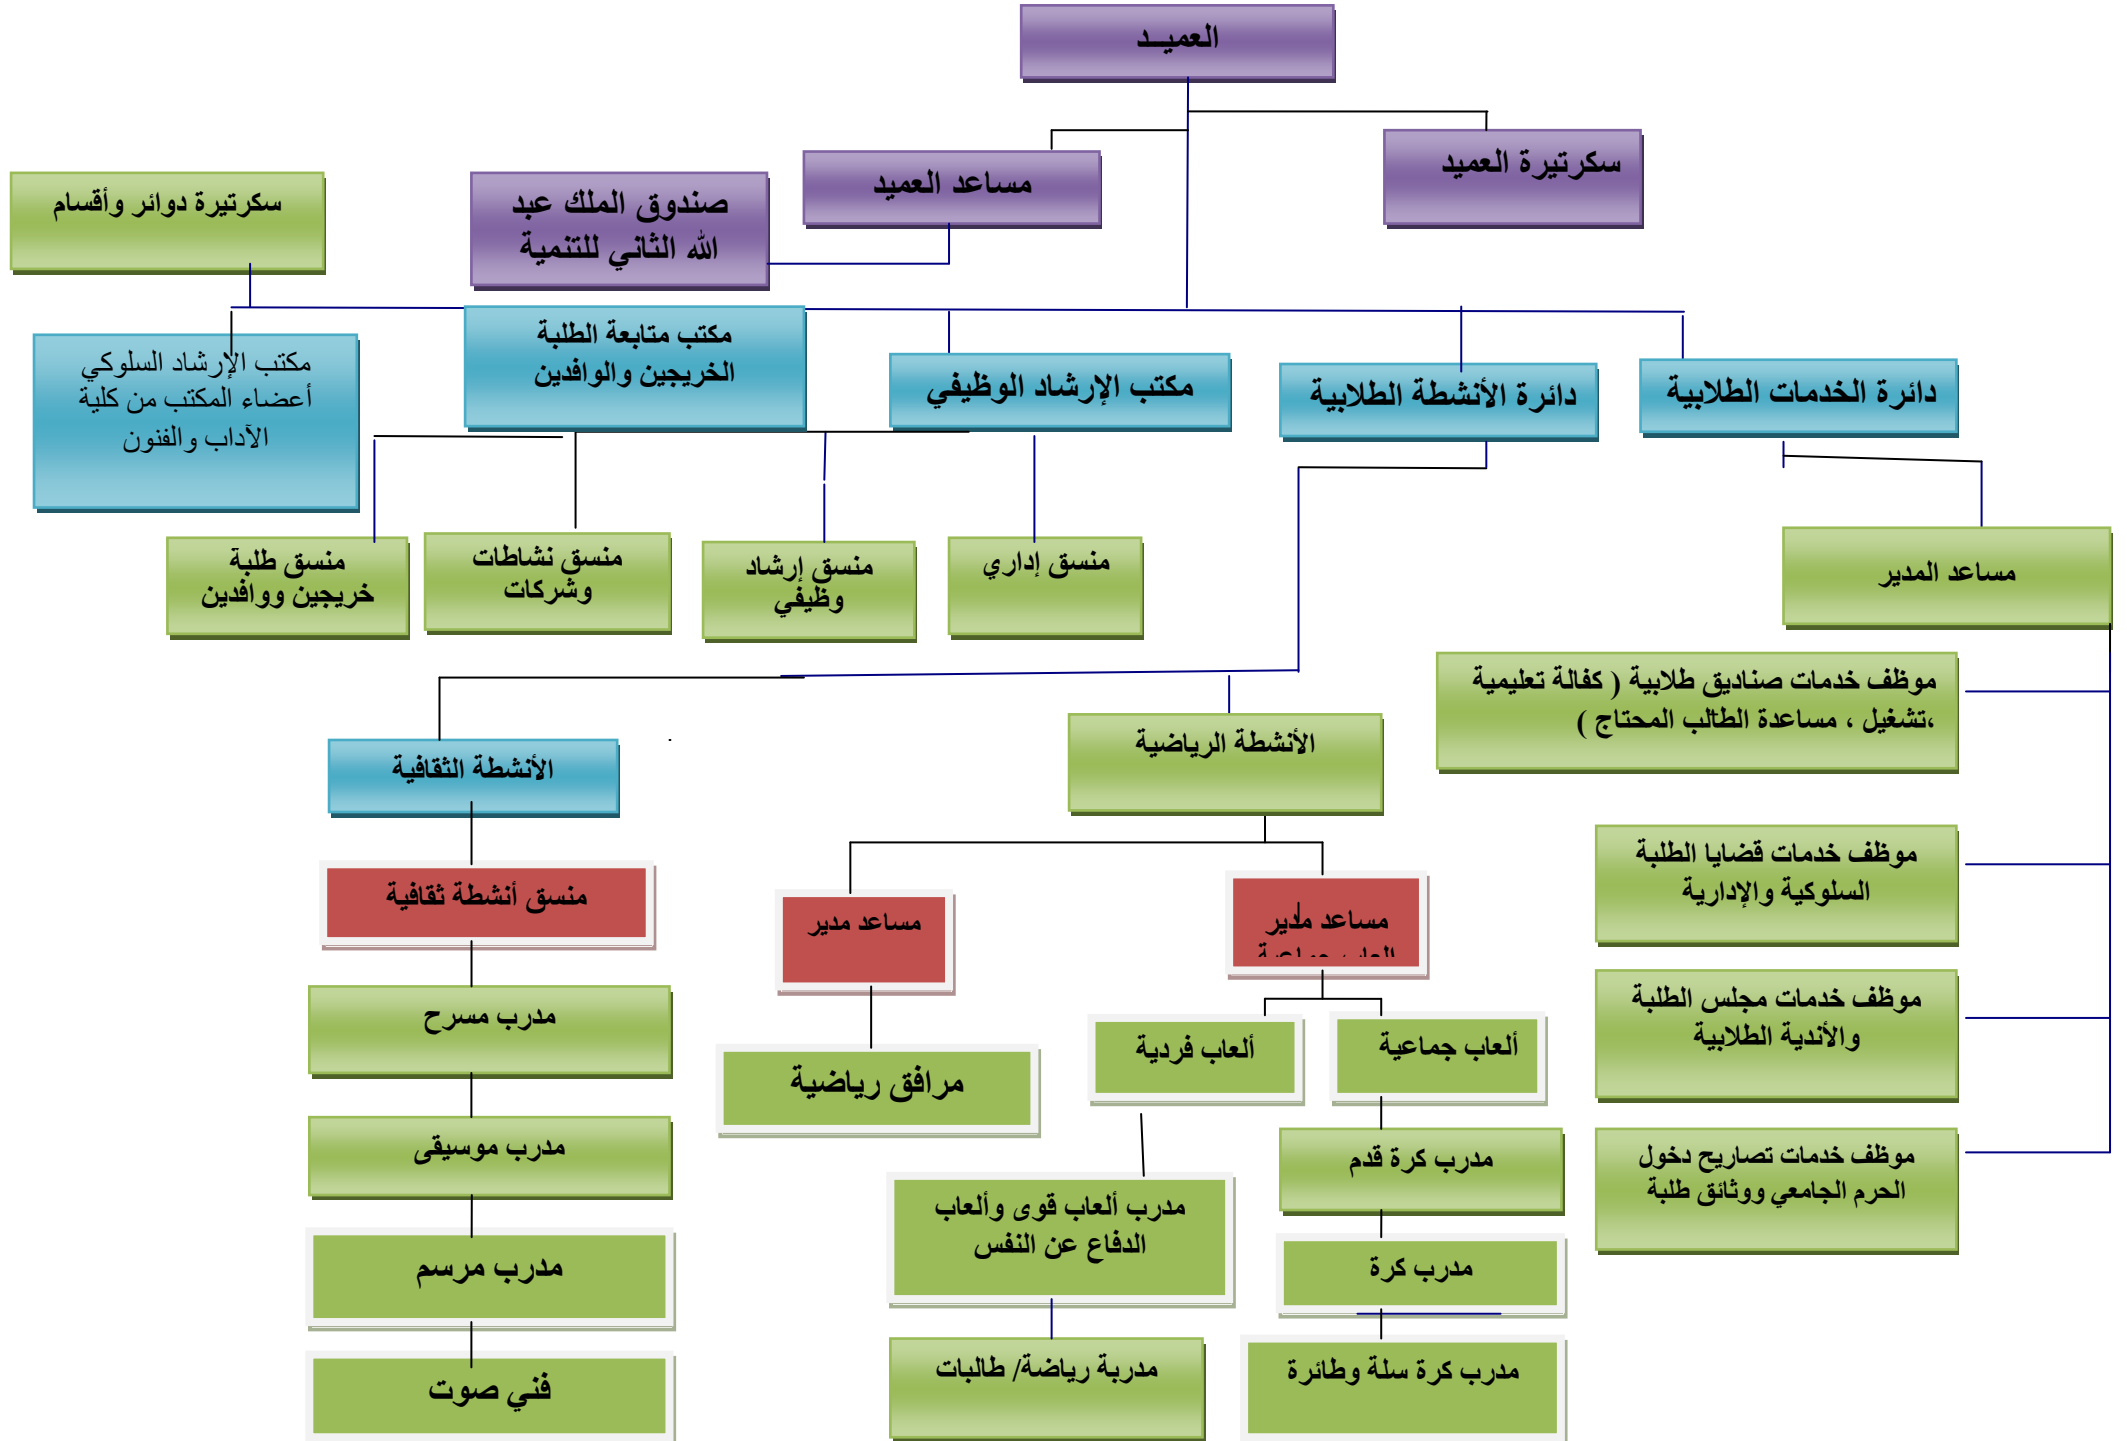 العميــد
سكرتيرة العميد
مساعد العميد
صندوق الملك عبد
الله الثاني للتنمية
سكرتيرة دوائر وأقسام
دائرة الخدمات الطلابية
دائرة الأنشطة الطلابية
مكتب الإرشاد الوظيفي
مكتب متابعة الطلبة
الخريجين والوافدين
مكتب الإرشاد السلوكي
أعضاء المكتب من كلية
الآداب والفنون
مساعد المدير
منسق إداري
منسق إرشاد
وظيفي
منسق نشاطات
وشركات
منسق طلبة
خريجين ووافدين
موظف خدمات صناديق طلابية ( كفالة تعليمية
،تشغيل ، مساعدة الطالب المحتاج )
الأنشطة الرياضية
الأنشطة الثقافية
موظف خدمات قضايا الطلبة
السلوكية والإدارية
مساعد مدير
العاب جماعية
مساعد مدير
منسق أنشطة ثقافية
موظف خدمات مجلس الطلبة
والأندية الطلابية
ألعاب جماعية
ألعاب فردية
مرافق رياضية
مدرب مسرح
موظف خدمات تصاريح دخول
الحرم الجامعي ووثائق طلبة
مدرب كرة قدم
مدرب ألعاب قوى وألعاب
الدفاع عن النفس
مدرب موسيقى
مدرب كرة
مدرب مرسم
مدرب كرة سلة وطائرة
مدربة رياضة/ طالبات
فني صوت